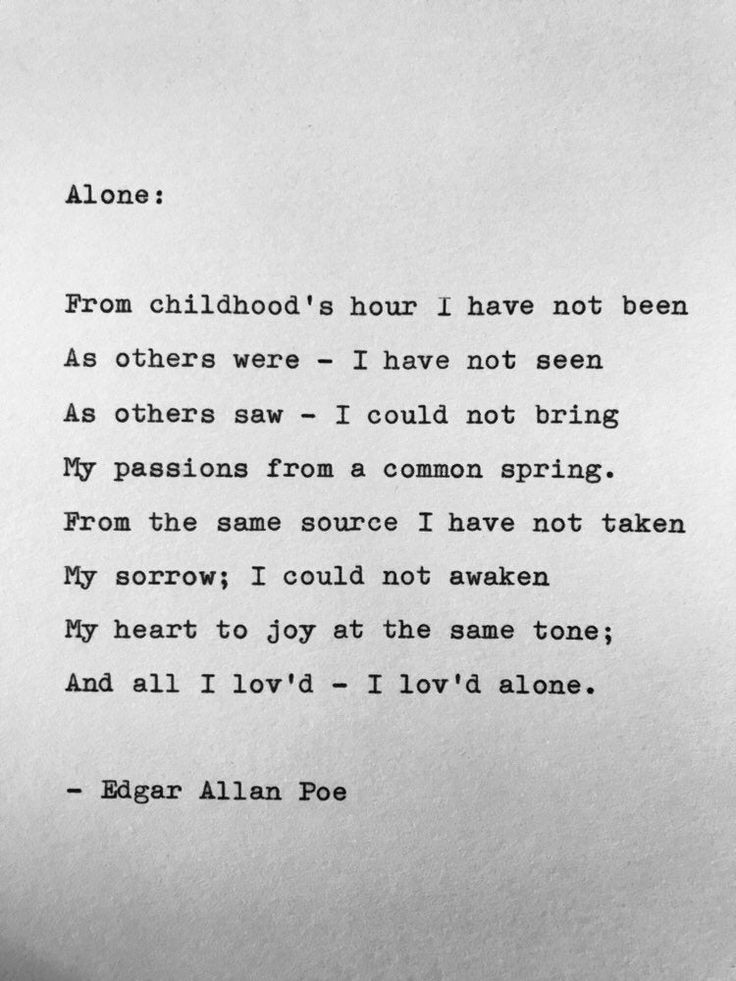 Alone:
From childhood's hour I have not been
As others were - I have not seen
As others saw - I could not bring
My passions from a common spring.
From the same source I have not taken
My sorrow; I could not awaken
My heart to joy at the same tone;
And all I lov'd - I lov'd alone.
- Edgar Allan Poe